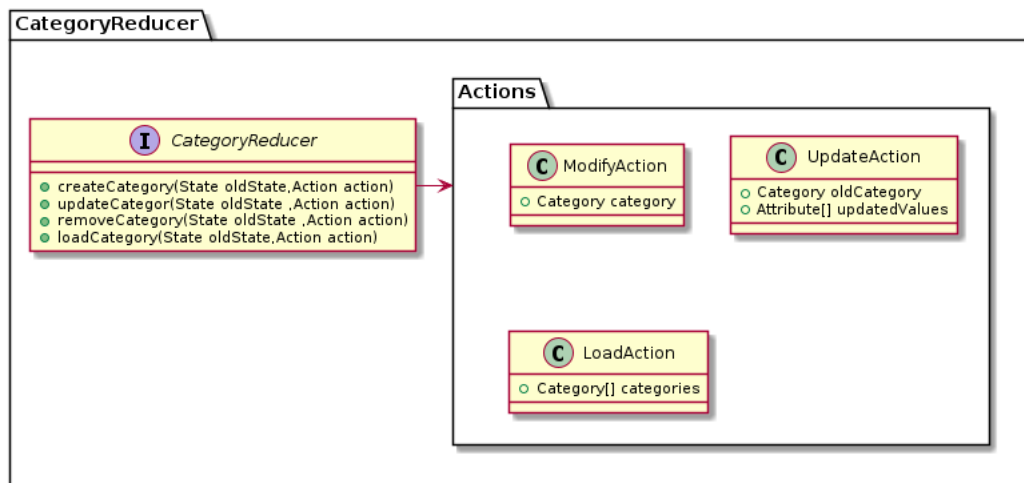 CategoryReducer
Actions
I CategoryReducer
createCategory(State oldState,Action action)
updateCategor(State oldState ,Action action)
removeCategory(State oldState ,Action action)
loadCategory(State oldState,Action action)
C ModifyAction
Category category
C UpdateAction
Category oldCategory
Attribute[] updatedValues
C LoadAction
Category[] categories